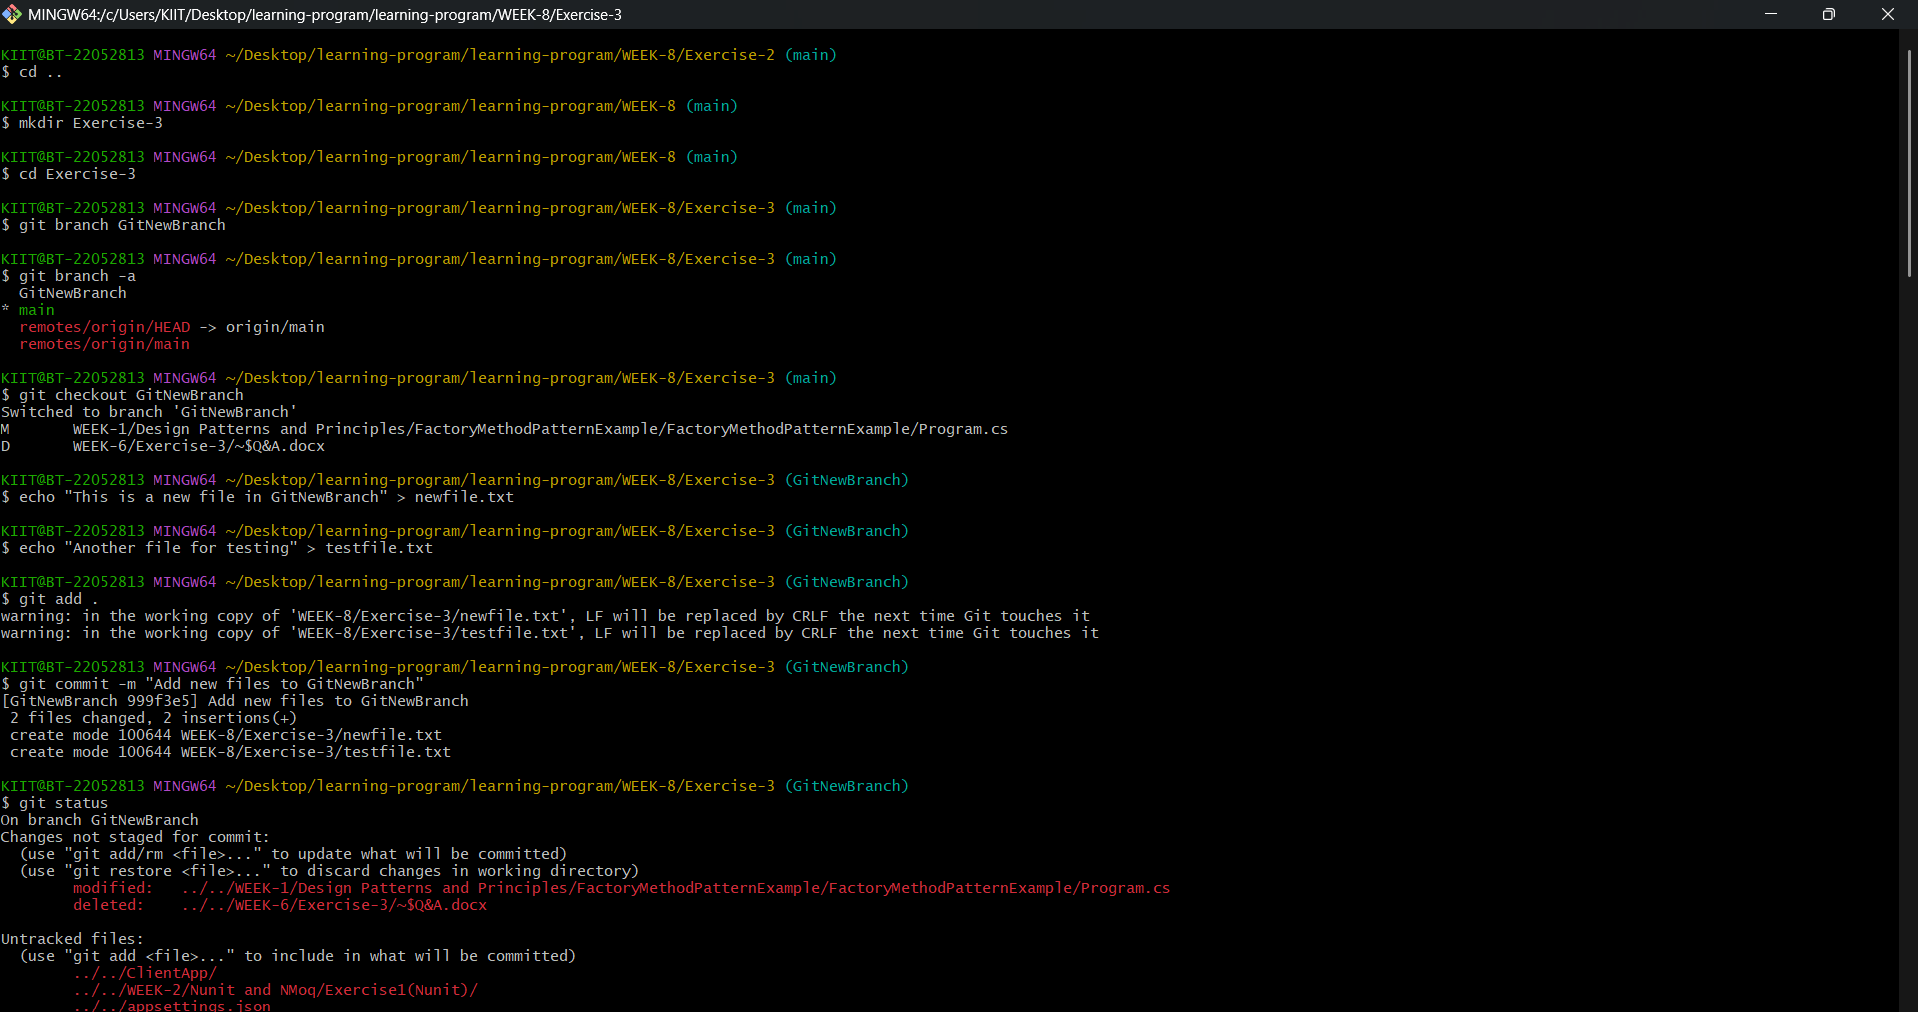 MINGW64:/c/Users/KIIT/Desktop/learning-program/learning-program/WEEK-8/Exercise-3
KIIT@BT-22052813 MINGW64 ~/Desktop/learning-program/learning-program/WEEK-8/Exercise-2 (main)
$ cd ..
KIIT@BT-22052813 MINGW64 ~/Desktop/learning-program/learning-program/WEEK-8 (main)
$ mkdir Exercise-3
KIIT@BT-22052813 MINGW64 ~/Desktop/learning-program/learning-program/WEEK-8 (main)
$ cd Exercise-3
KIIT@BT-22052813 MINGW64 ~/Desktop/learning-program/learning-program/WEEK-8/Exercise-3 (main)
$ git branch GitNewBranch
KIIT@BT-22052813 MINGW64 ~/Desktop/learning-program/learning-program/WEEK-8/Exercise-3 (main)
$ git branch -a
  GitNewBranch
* main
  remotes/origin/HEAD -> origin/main
  remotes/origin/main
KIIT@BT-22052813 MINGW64 ~/Desktop/learning-program/learning-program/WEEK-8/Exercise-3 (main)
$ git checkout GitNewBranch
Switched to branch 'GitNewBranch'
M       WEEK-1/Design Patterns and Principles/FactoryMethodPatternExample/FactoryMethodPatternExample/Program.cs
D       WEEK-6/Exercise-3/~$Q&A.docx
KIIT@BT-22052813 MINGW64 ~/Desktop/learning-program/learning-program/WEEK-8/Exercise-3 (GitNewBranch)
$ echo "This is a new file in GitNewBranch" > newfile.txt
KIIT@BT-22052813 MINGW64 ~/Desktop/learning-program/learning-program/WEEK-8/Exercise-3 (GitNewBranch)
$ echo "Another file for testing" > testfile.txt
KIIT@BT-22052813 MINGW64 ~/Desktop/learning-program/learning-program/WEEK-8/Exercise-3 (GitNewBranch)
$ git add .
warning: in the working copy of 'WEEK-8/Exercise-3/newfile.txt', LF will be replaced by CRLF the next time Git touches it
warning: in the working copy of 'WEEK-8/Exercise-3/testfile.txt', LF will be replaced by CRLF the next time Git touches it
KIIT@BT-22052813 MINGW64 ~/Desktop/learning-program/learning-program/WEEK-8/Exercise-3 (GitNewBranch)
$ git commit -m "Add new files to GitNewBranch"
[GitNewBranch 999f3e5] Add new files to GitNewBranch
 2 files changed, 2 insertions(+)
 create mode 100644 WEEK-8/Exercise-3/newfile.txt
 create mode 100644 WEEK-8/Exercise-3/testfile.txt
KIIT@BT-22052813 MINGW64 ~/Desktop/learning-program/learning-program/WEEK-8/Exercise-3 (GitNewBranch)
$ git status
On branch GitNewBranch
Changes not staged for commit:
  (use "git add/rm <file>..." to update what will be committed)
  (use "git restore <file>..." to discard changes in working directory)
        modified:   ../../WEEK-1/Design Patterns and Principles/FactoryMethodPatternExample/FactoryMethodPatternExample/Program.cs
        deleted:    ../../WEEK-6/Exercise-3/~$Q&A.docx
Untracked files:
  (use "git add <file>..." to include in what will be committed)
        ../../ClientApp/
        ../../WEEK-2/Nunit and NMoq/Exercise1(Nunit)/
        ../../appsettings.json